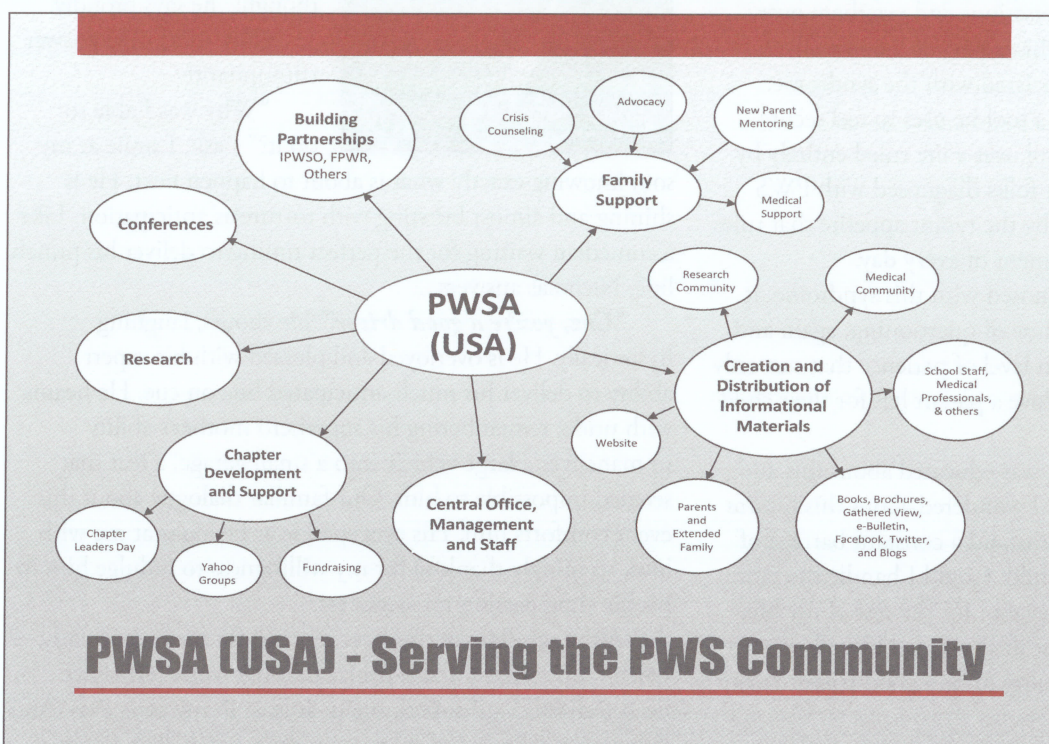 Building
Partnerships
IPWSO, FPWR,
Others
Crisis
Counseling
Advocacy
New Parent
Mentoring
Family
Support
Medical
Support
Conferences
PWSA
(USA)
Research
Community
Medical
Community
Research
Creation and
Distribution of
Informational
Materials
School Staff,
Medical
Professionals,
& others
Website
Chapter
Development
and Support
Central Office,
Management
and Staff
Parents
and
Extended
Family
Books, Brochures,
Gathered View,
e-Bulletin,
Facebook, Twitter,
and Blogs
Chapter
Leaders Day
Yahoo
Groups
Fundraising
PWSA (USA) - Serving the PWS Community